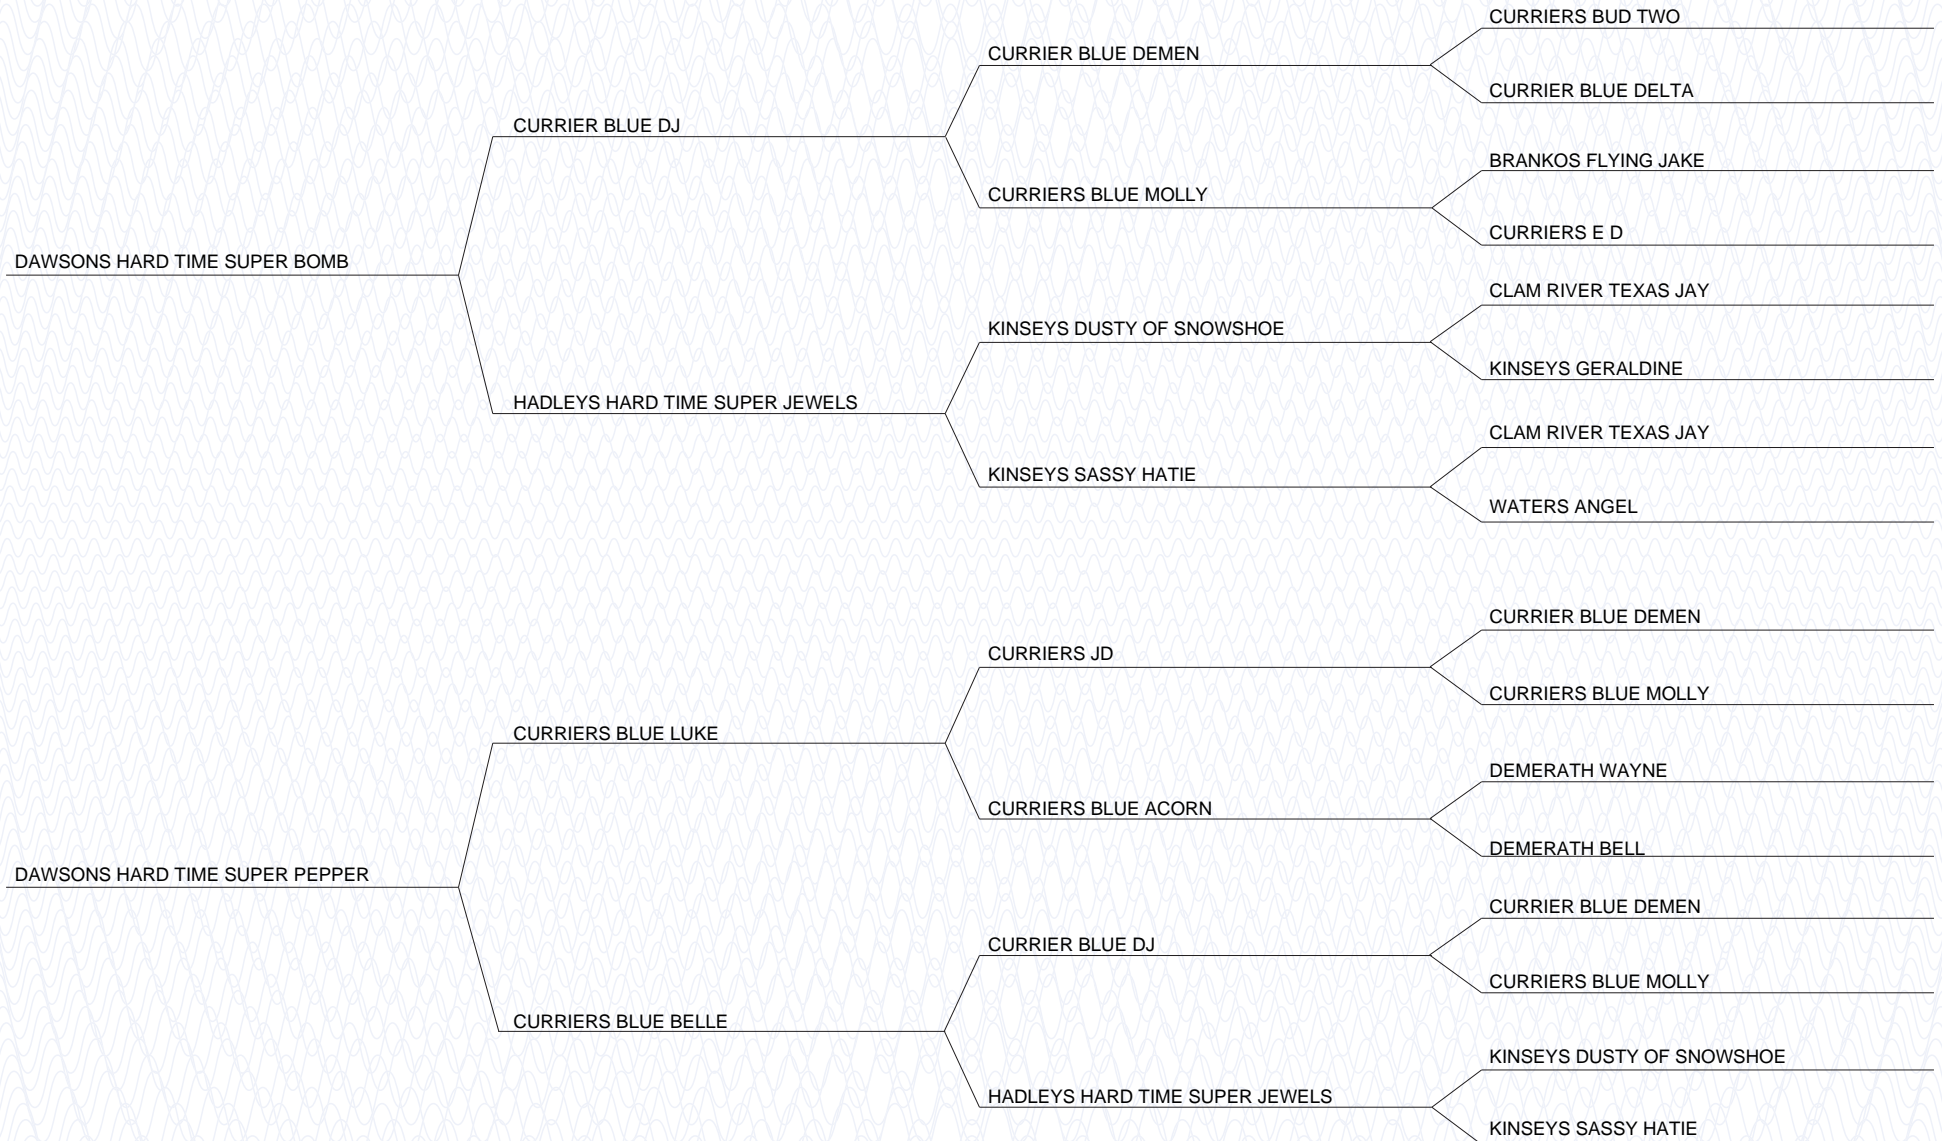 CURRIERS BUD TWO
CURRIER BLUE DEMEN
CURRIER BLUE DELTA
CURRIER BLUE DJ
BRANKOS FLYING JAKE
CURRIERS BLUE MOLLY
CURRIERS E D
DAWSONS HARD TIME SUPER BOMB
CLAM RIVER TEXAS JAY
KINSEYS DUSTY OF SNOWSHOE
KINSEYS GERALDINE
HADLEYS HARD TIME SUPER JEWELS
CLAM RIVER TEXAS JAY
KINSEYS SASSY HATIE
WATERS ANGEL
CURRIER BLUE DEMEN
CURRIERS JD
CURRIERS BLUE MOLLY
CURRIERS BLUE LUKE
DEMERATH WAYNE
CURRIERS BLUE ACORN
DEMERATH BELL
DAWSONS HARD TIME SUPER PEPPER
CURRIER BLUE DEMEN
CURRIER BLUE DJ
CURRIERS BLUE MOLLY
CURRIERS BLUE BELLE
KINSEYS DUSTY OF SNOWSHOE
HADLEYS HARD TIME SUPER JEWELS
KINSEYS SASSY HATIE